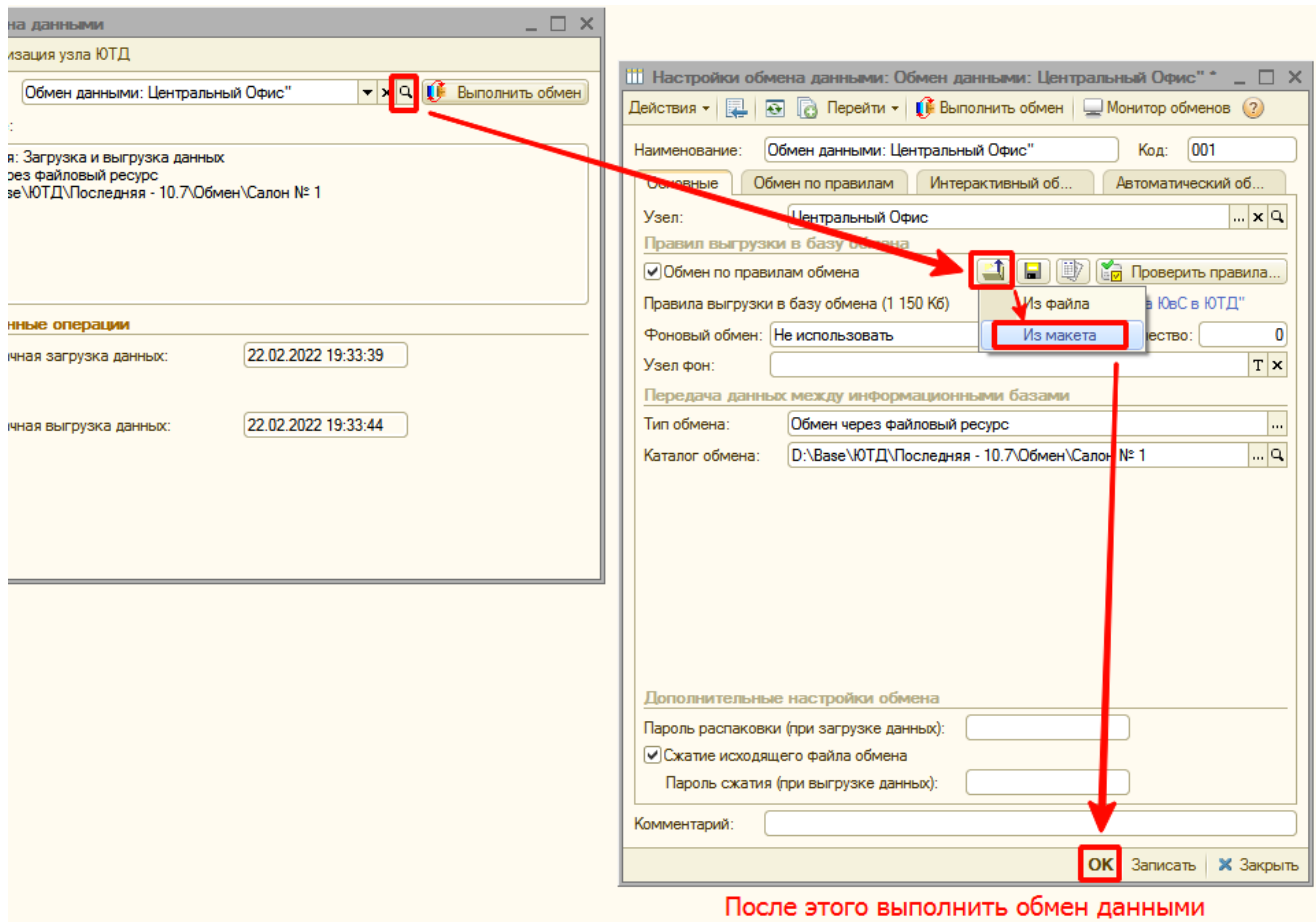 на данными
изация узла ЮТД
Обмен данными: Центральный Офис"
Выполнить обмен
:
я: Загрузка и выгрузка данных
рез файловый ресурс
se\ЮТД\Последняя - 10.7\Обмен\Салон № 1
нные операции
ачная загрузка данных: 22.02.2022 19:33:39
ачная выгрузка данных: 22.02.2022 19:33:44
Настройки обмена данными: Обмен данными: Центральный Офис" *
Действия Перейти Выполнить обмен Монитор обменов ?
Наименование: Обмен данными: Центральный Офис" Код: 001
Основные Обмен по правилам Интерактивный об... Автоматический об...
Узел: Центральный Офис ... x
Правил выгрузки в базу обмена
Обмен по правилам обмена Проверить правила...
Правила выгрузки в базу обмена (1 150 Кб) Из файла ЮвС в ЮТД"
Фоновый обмен: Не использовать Из макета ество: 0
Узел фон: T x
Передача данных между информационными базами
Тип обмена: Обмен через файловый ресурс ...
Каталог обмена: D:\Base\ЮТД\Последняя - 10.7\Обмен\Салон № 1 ...
Дополнительные настройки обмена
Пароль распаковки (при загрузке данных):
Сжатие исходящего файла обмена
Пароль сжатия (при выгрузке данных):
Комментарий:
OK Записать Закрыть
После этого выполнить обмен данными